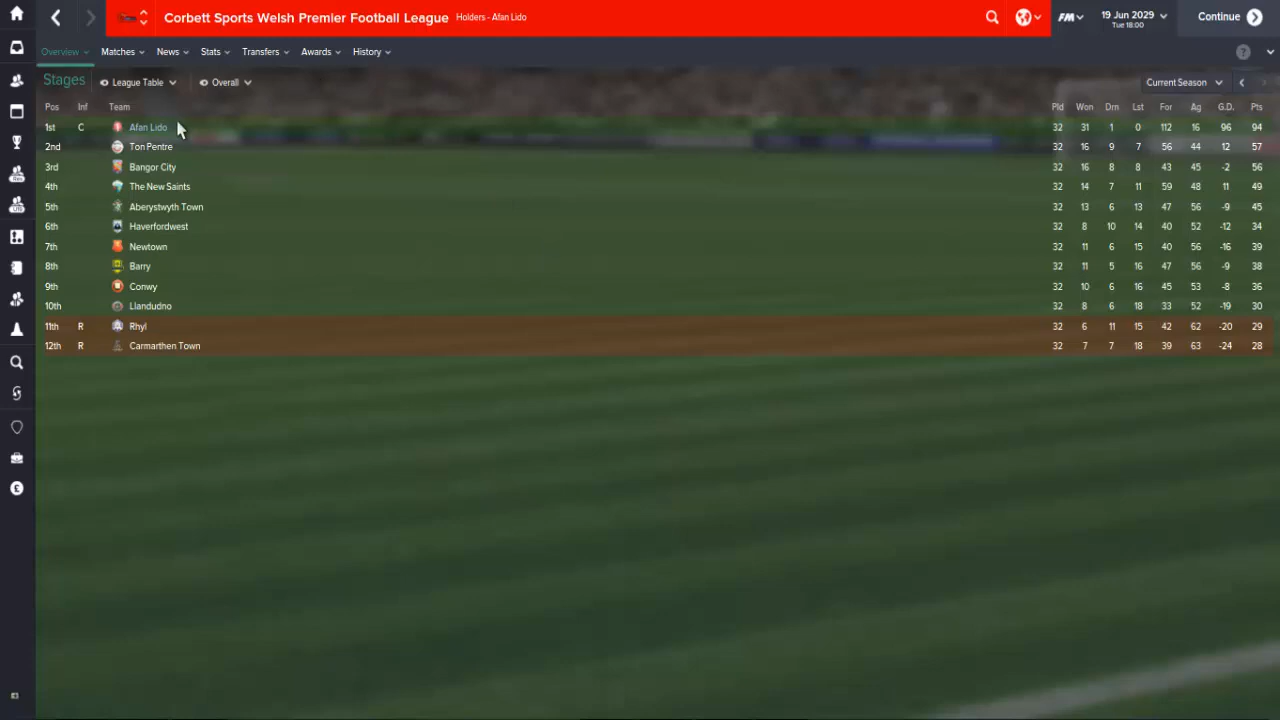 Corbett Sports Welsh Premier Football League Holders - Afan Lido FM 19 Jun 2029 Tue 18:00 Continue
Overview Matches News Stats Transfers Awards History ?
Stages League Table Overall Current Season
Pos Inf Team Pld Won Drn Lst For Ag G.D. Pts
1st C Afan Lido 32 31 1 0 112 16 96 94
2nd Ton Pentre 32 16 9 7 56 44 12 57
3rd Bangor City 32 16 8 8 43 45 -2 56
4th The New Saints 32 14 7 11 59 48 11 49
5th Aberystwyth Town 32 13 6 13 47 56 -9 45
6th Haverfordwest 32 8 10 14 40 52 -12 34
7th Newtown 32 11 6 15 40 56 -16 39
8th Barry 32 11 5 16 47 56 -9 38
9th Conwy 32 10 6 16 45 53 -8 36
10th Llandudno 32 8 6 18 33 52 -19 30
11th R Rhyl 32 6 11 15 42 62 -20 29
12th R Carmarthen Town 32 7 7 18 39 63 -24 28